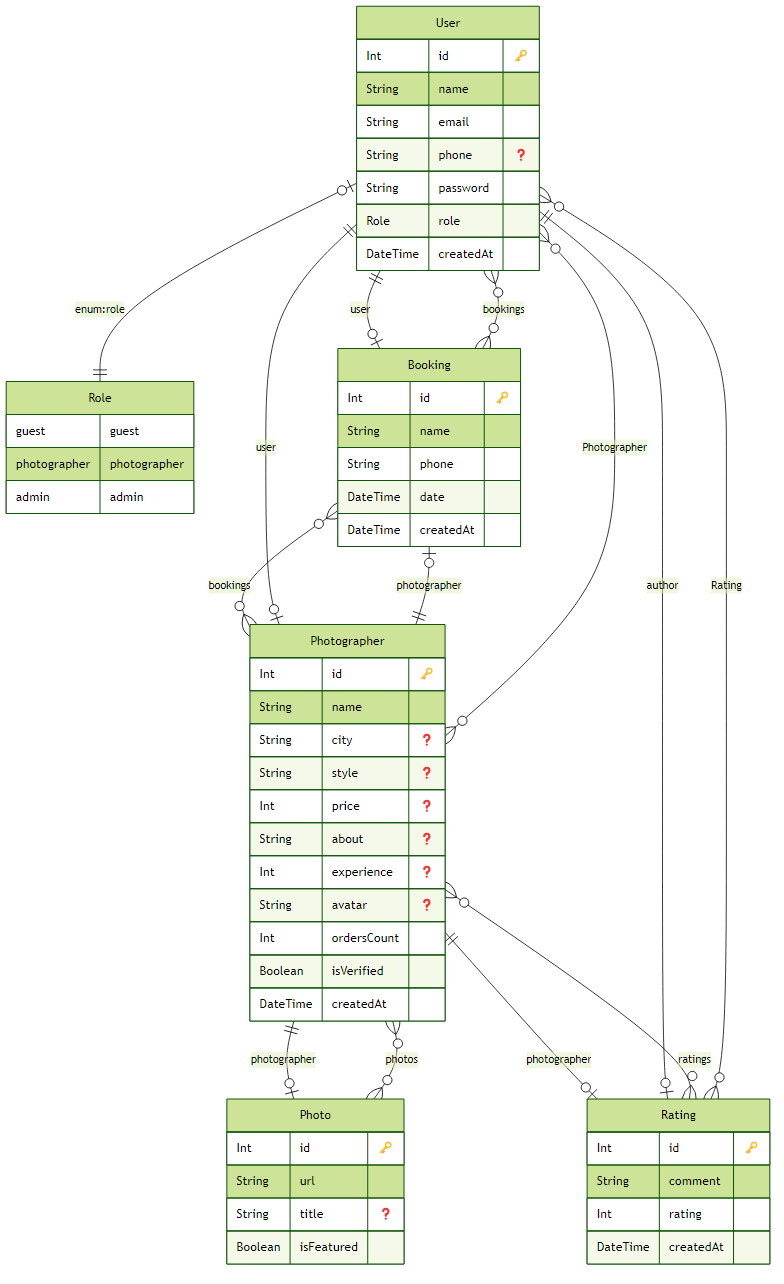 User
Int id
String name
String email
String phone ?
String password
Role role
DateTime createdAt
enum:role
user
bookings
Role
guest guest
photographer photographer
admin admin
Booking
Int id
String name
String phone
DateTime date
DateTime createdAt
user
Photographer
bookings
photographer
author
Rating
Photographer
Int id
String name
String city ?
String style ?
Int price ?
String about ?
Int experience ?
String avatar ?
Int ordersCount
Boolean isVerified
DateTime createdAt
photographer
photos
photographer
ratings
Photo
Int id
String url
String title ?
Boolean isFeatured
Rating
Int id
String comment
Int rating
DateTime createdAt